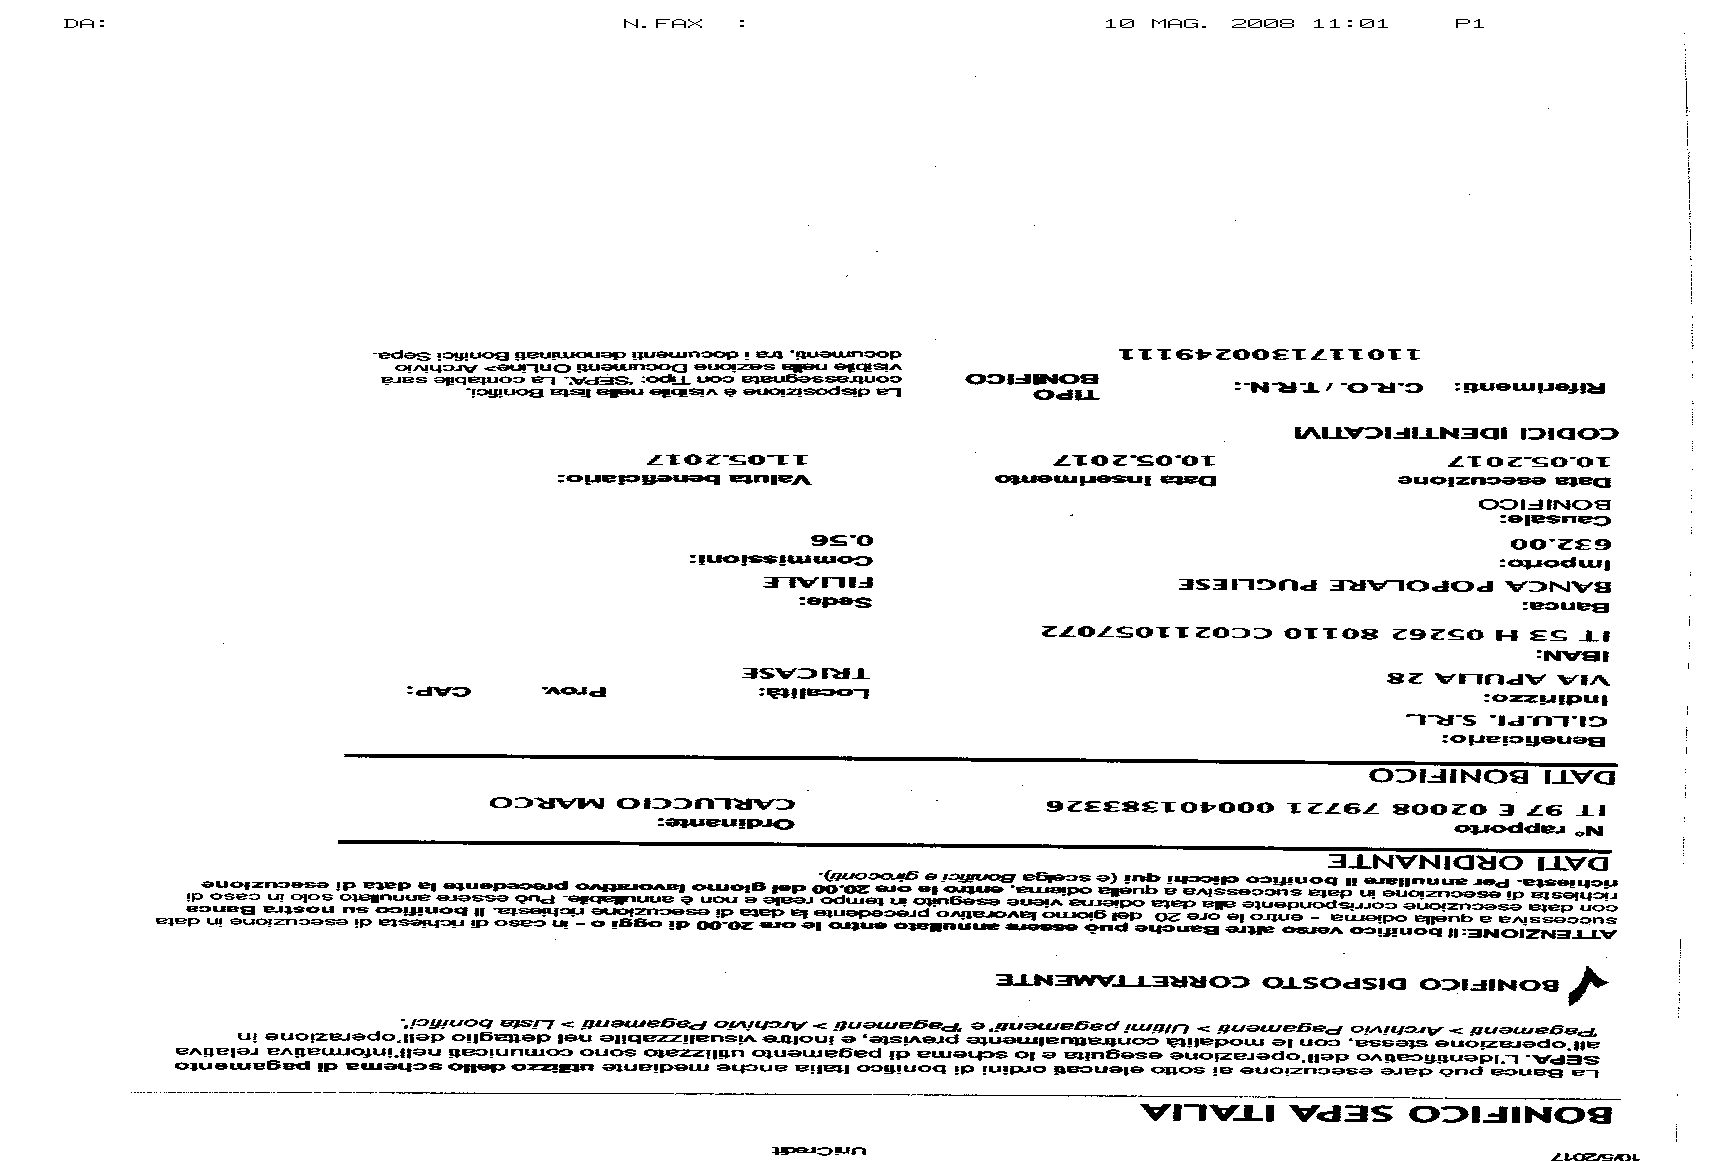 DA: N.FAX : 10 MAG. 2008 11:01 P1
10/5/2017 UniCredit
BONIFICO SEPA ITALIA
La Banca può dare esecuzione ai sotto elencati ordini di bonifico Italia anche mediante utilizzo dello schema di pagamento
SEPA. L'identificativo dell'operazione eseguita e lo schema di pagamento utilizzato sono comunicati nell'informativa relativa
all'operazione stessa, con le modalità contrattualmente previste, e inoltre visualizzabile nel dettaglio dell'operazione in
'Pagamenti > Archivio Pagamenti > Ultimi pagamenti' e 'Pagamenti > Archivio Pagamenti > Lista bonifici'.
BONIFICO DISPOSTO CORRETTAMENTE
ATTENZIONE: Il bonifico verso altre Banche può essere annullato entro le ore 20.00 di oggi o - in caso di richiesta di esecuzione in data
successiva a quella odierna - entro le ore 20 del giorno lavorativo precedente la data di esecuzione richiesta. Il bonifico su nostra Banca
con data esecuzione corrispondente alla data odierna viene eseguito in tempo reale e non è annullabile. Può essere annullato solo in caso di
richiesta di esecuzione in data successiva a quella odierna, entro le ore 20.00 del giorno lavorativo precedente la data di esecuzione
richiesta. Per annullare il bonifico clicchi qui (e scelga Bonifici e giroconti).
DATI ORDINANTE
N° rapporto Ordinante:
IT 97 E 02008 79721 000401383326 CARLUCCIO MARCO
DATI BONIFICO
Beneficiario:
GI.LU.PI. S.R.L.
Indirizzo: Località: Prov. CAP:
VIA APULIA 28 TRICASE
IBAN:
IT 53 H 05262 80110 CC0211057072
Banca: Sede:
BANCA POPOLARE PUGLIESE FILIALE
Importo: Commissioni:
632.00 0.56
Causale:
BONIFICO
Data esecuzione Data inserimento Valuta beneficiario:
10.05.2017 10.05.2017 11.05.2017
CODICI IDENTIFICATIVI
Riferimenti: C.R.O. / T.R.N.: TIPO BONIFICO La disposizione è visibile nella lista Bonifici,
contrassegnata con Tipo: 'SEPA'. La contabile sarà
visibile nella sezione Documenti OnLine> Archivio
1101171300249111 documenti, tra i documenti denominati Bonifici Sepa.